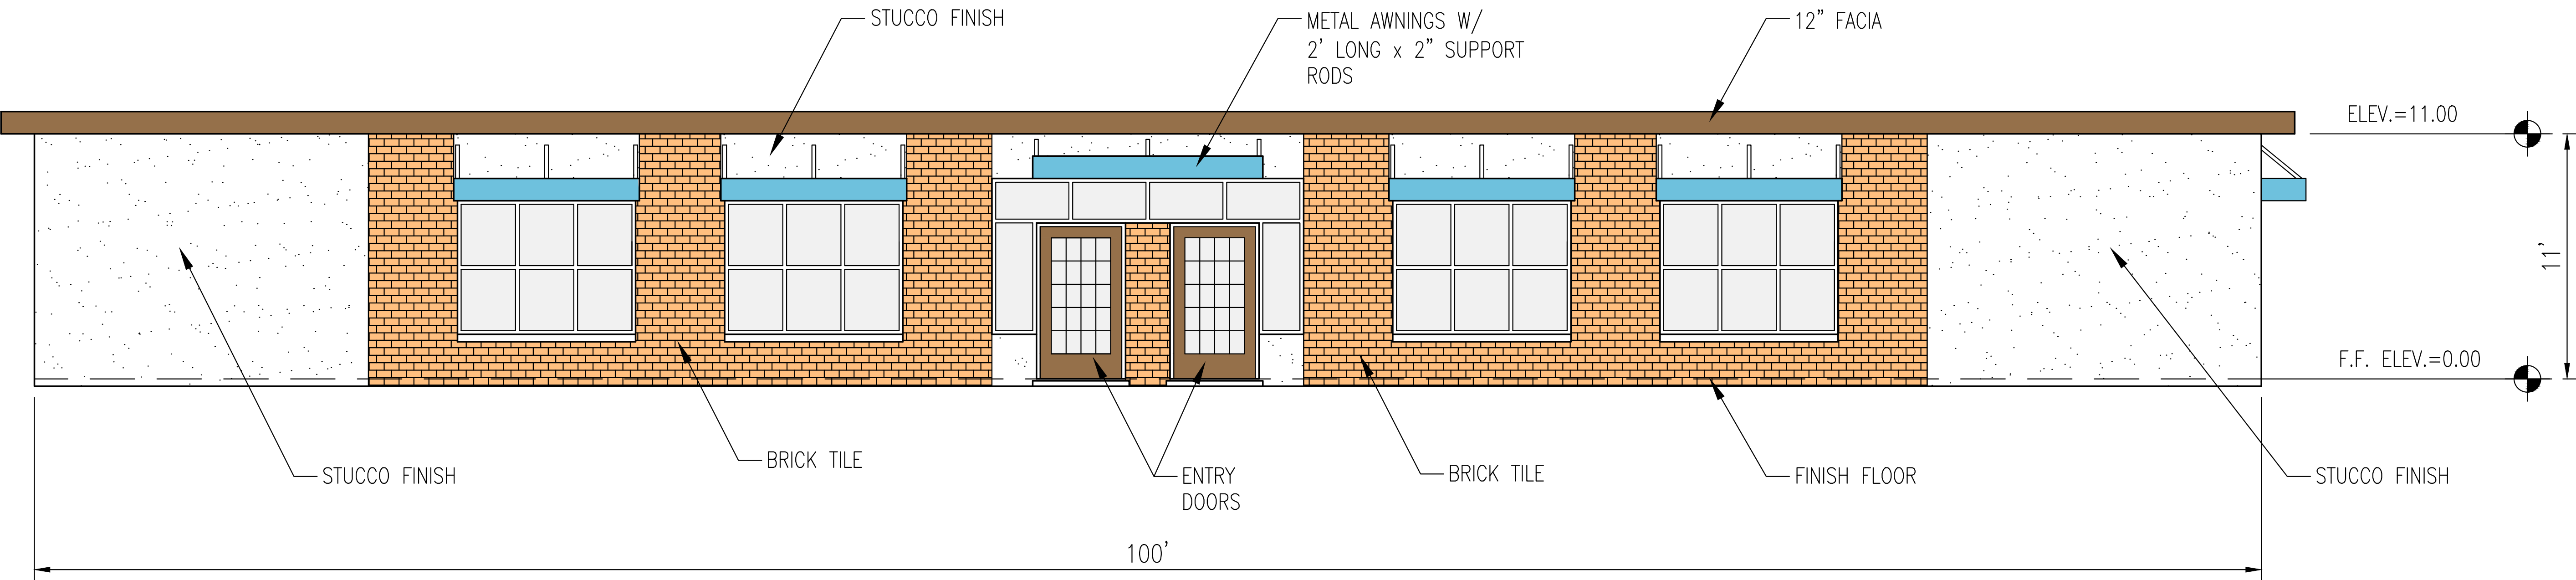 STUCCO FINISH
METAL AWNINGS W/
2' LONG x 2" SUPPORT
RODS
12" FACIA
ELEV.=11.00
11'
F.F. ELEV.=0.00
STUCCO FINISH
BRICK TILE
ENTRY
DOORS
BRICK TILE
FINISH FLOOR
STUCCO FINISH
100'